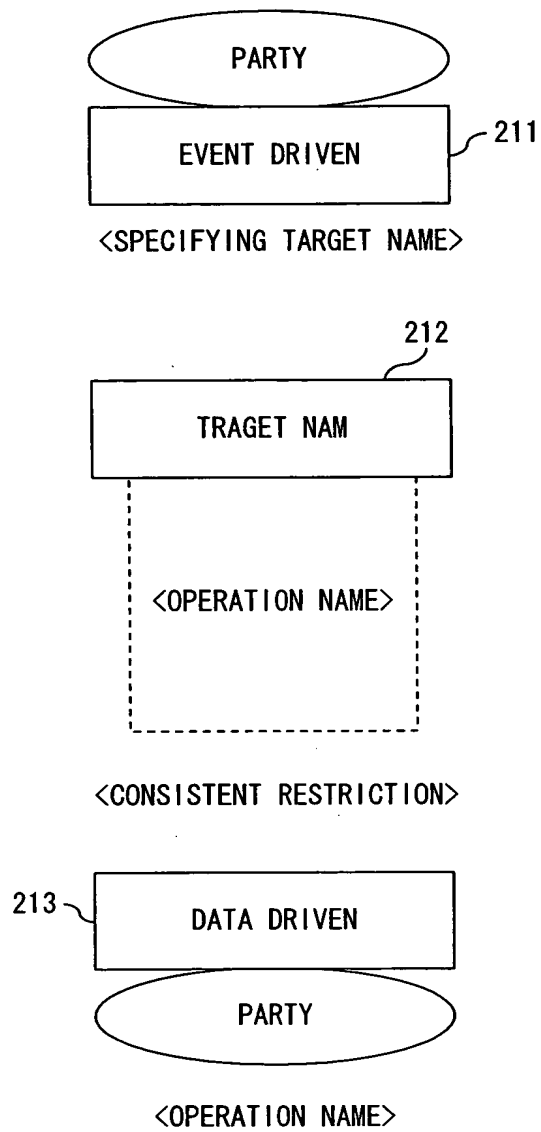 PARTY
EVENT DRIVEN
211
<SPECIFYING TARGET NAME>
212
TRAGET NAM
<OPERATION NAME>
<CONSISTENT RESTRICTION>
213
DATA DRIVEN
PARTY
<OPERATION NAME>